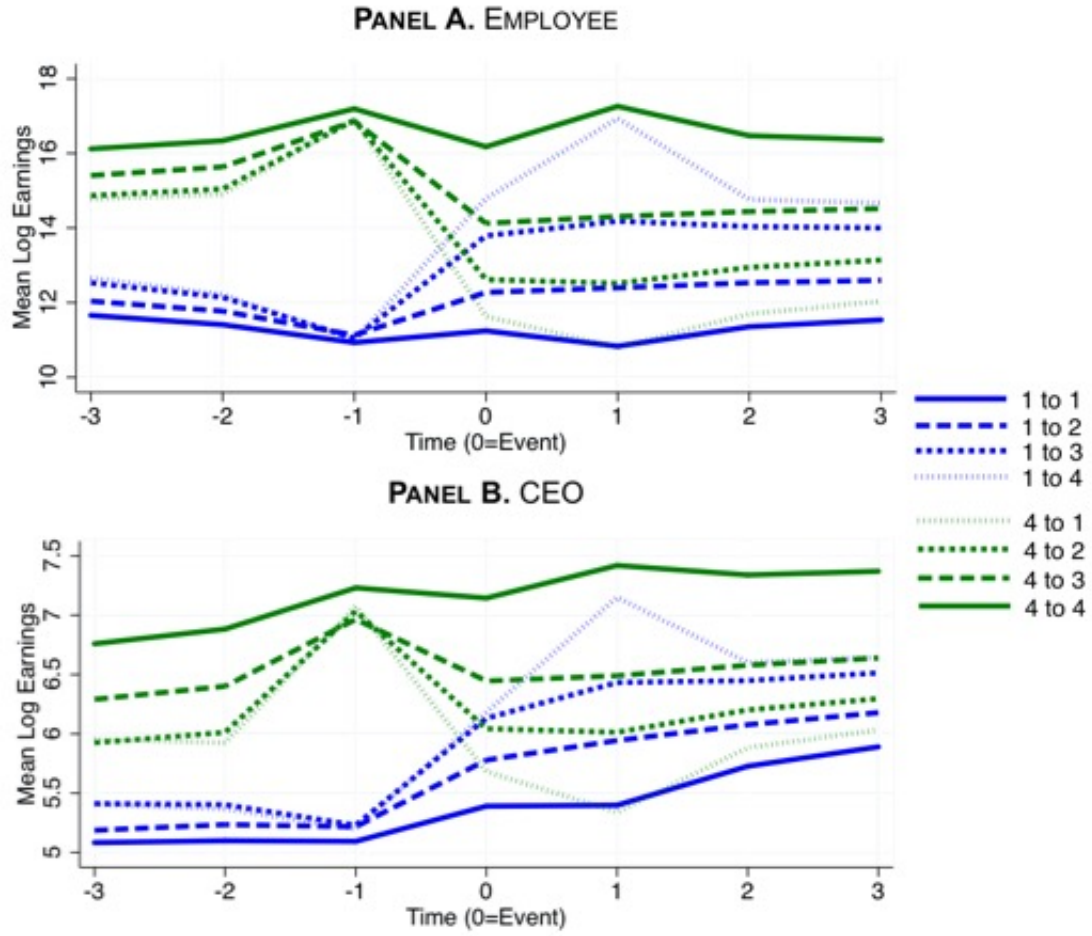 PANEL A. EMPLOYEE
Mean Log Earnings
18
16
14
12
10
-3 -2 -1 0 1 2 3
Time (0=Event)
1 to 1
1 to 2
1 to 3
1 to 4
4 to 1
4 to 2
4 to 3
4 to 4
PANEL B. CEO
Mean Log Earnings
7.5
7
6.5
6
5.5
5
-3 -2 -1 0 1 2 3
Time (0=Event)